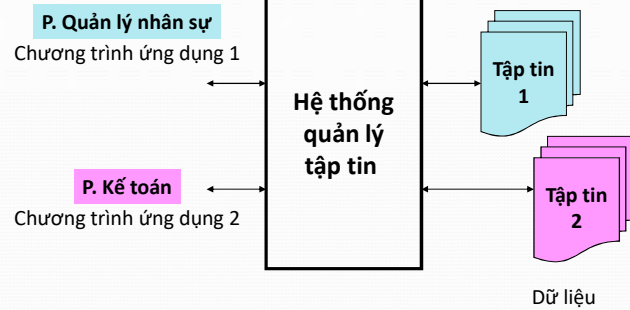 P. Quản lý nhân sự
Chương trình ứng dụng 1
Hệ thống
quản lý
tập tin
Tập tin
1
P. Kế toán
Chương trình ứng dụng 2
Tập tin
2
Dữ liệu